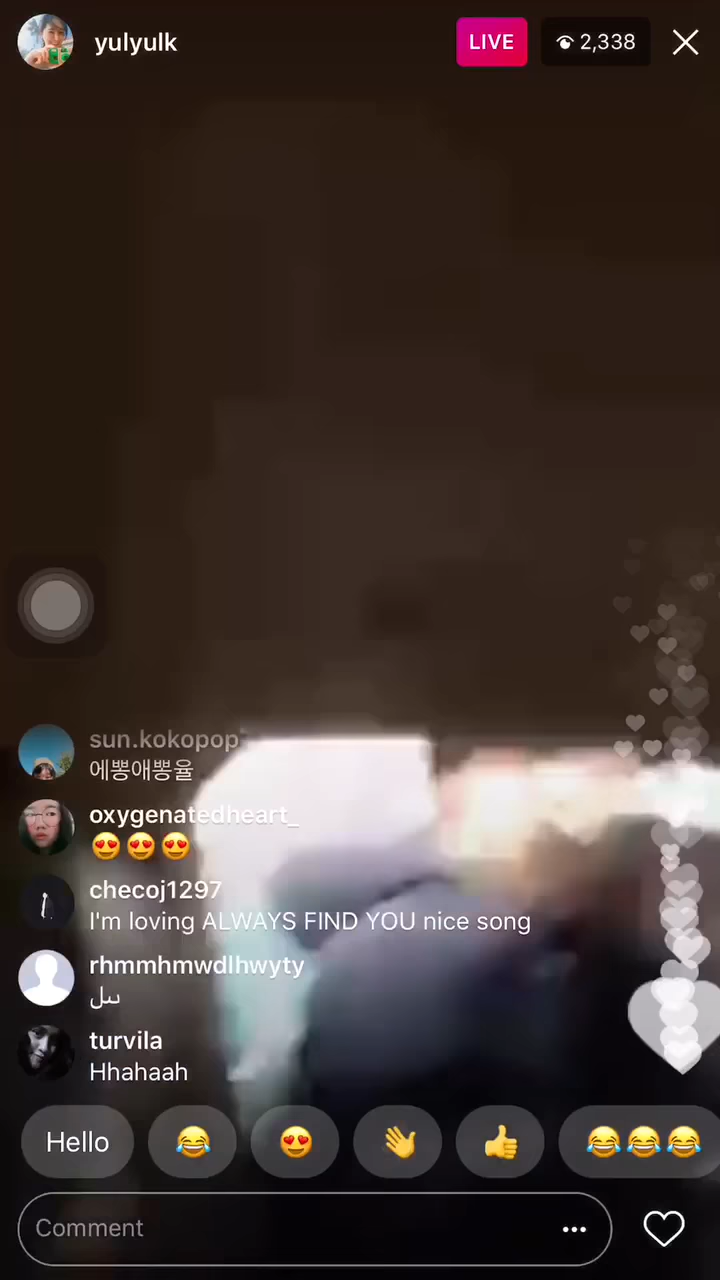 yulyulk
LIVE
2,338
sun.kokopop
에뽕애뽕율
oxygenatedheart_
😍😍😍
checoj1297
I'm loving ALWAYS FIND YOU nice song
rhmmhmwdlhwyty
turvila
Hhahaah
Hello
Comment